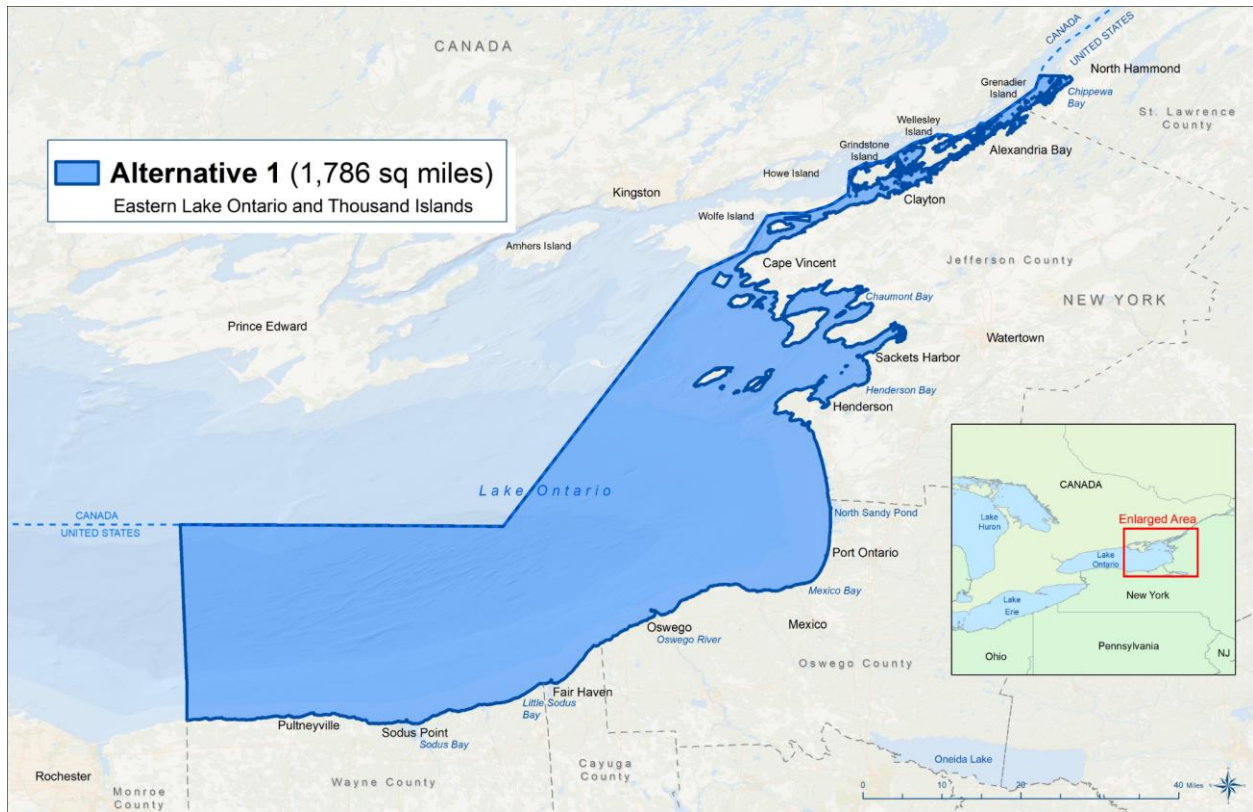 CANADA
CANADA
UNITED STATES
North Hammond
Grenadier
Island
Chippewa
Bay
St. Lawrence
County
Wellesley
Island
Grindstone
Island
Alexandria Bay
Alternative 1 (1,786 sq miles)
Eastern Lake Ontario and Thousand Islands
Howe Island
Kingston
Clayton
Wolfe Island
Amhers Island
Cape Vincent
Jefferson County
Chaumont Bay
NEW YORK
Prince Edward
Watertown
Sackets Harbor
Henderson Bay
Henderson
Lake Ontario
CANADA
UNITED STATES
North Sandy Pond
Port Ontario
Mexico Bay
Oswego
Oswego River
Mexico
Oswego County
Fair Haven
Little Sodus
Bay
Pultneyville
Sodus Point
Sodus Bay
Rochester
Monroe
County
Wayne County
Cayuga
County
Oneida Lake
CANADA
Lake
Huron
Enlarged Area
Lake
Ontario
New York
Lake
Erie
Pennsylvania
Ohio
NJ
0
10
20
40 Miles